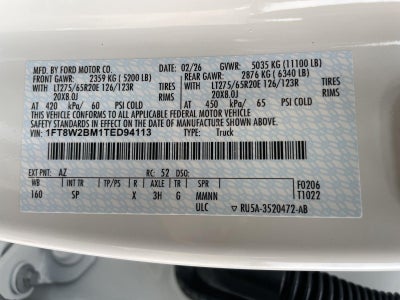 MFD. BY FORD MOTOR CO. 02/26 GVWR: 5035 KG (11100 LB)
FRONT GAWR: 2359 KG (5200 LB) REAR GAWR: 2876 KG (6340 LB)
LT275/65R20E 126/123R TIRES LT275/65R20E 126/123R TIRES
20X8.0J RIMS 20X8.0J RIMS
AT 420 kPa/ 60 PSI COLD AT 450 kPa/ 65 PSI COLD
THIS VEHICLE CONFORMS TO ALL APPLICABLE FEDERAL MOTOR VEHICLE
SAFETY STANDARDS IN EFFECT ON THE DATE OF MANUFACTURE SHOWN ABOVE.
VIN: 1FT8W2BM1TED94113 TYPE: Truck
EXT PNT: AZ RC: 52 DSO: F0206
WB INT TR TP/PS R AXLE TR SPR T1022
160 SP X 3H G MMNN
ULC RU5A-3520472-AB